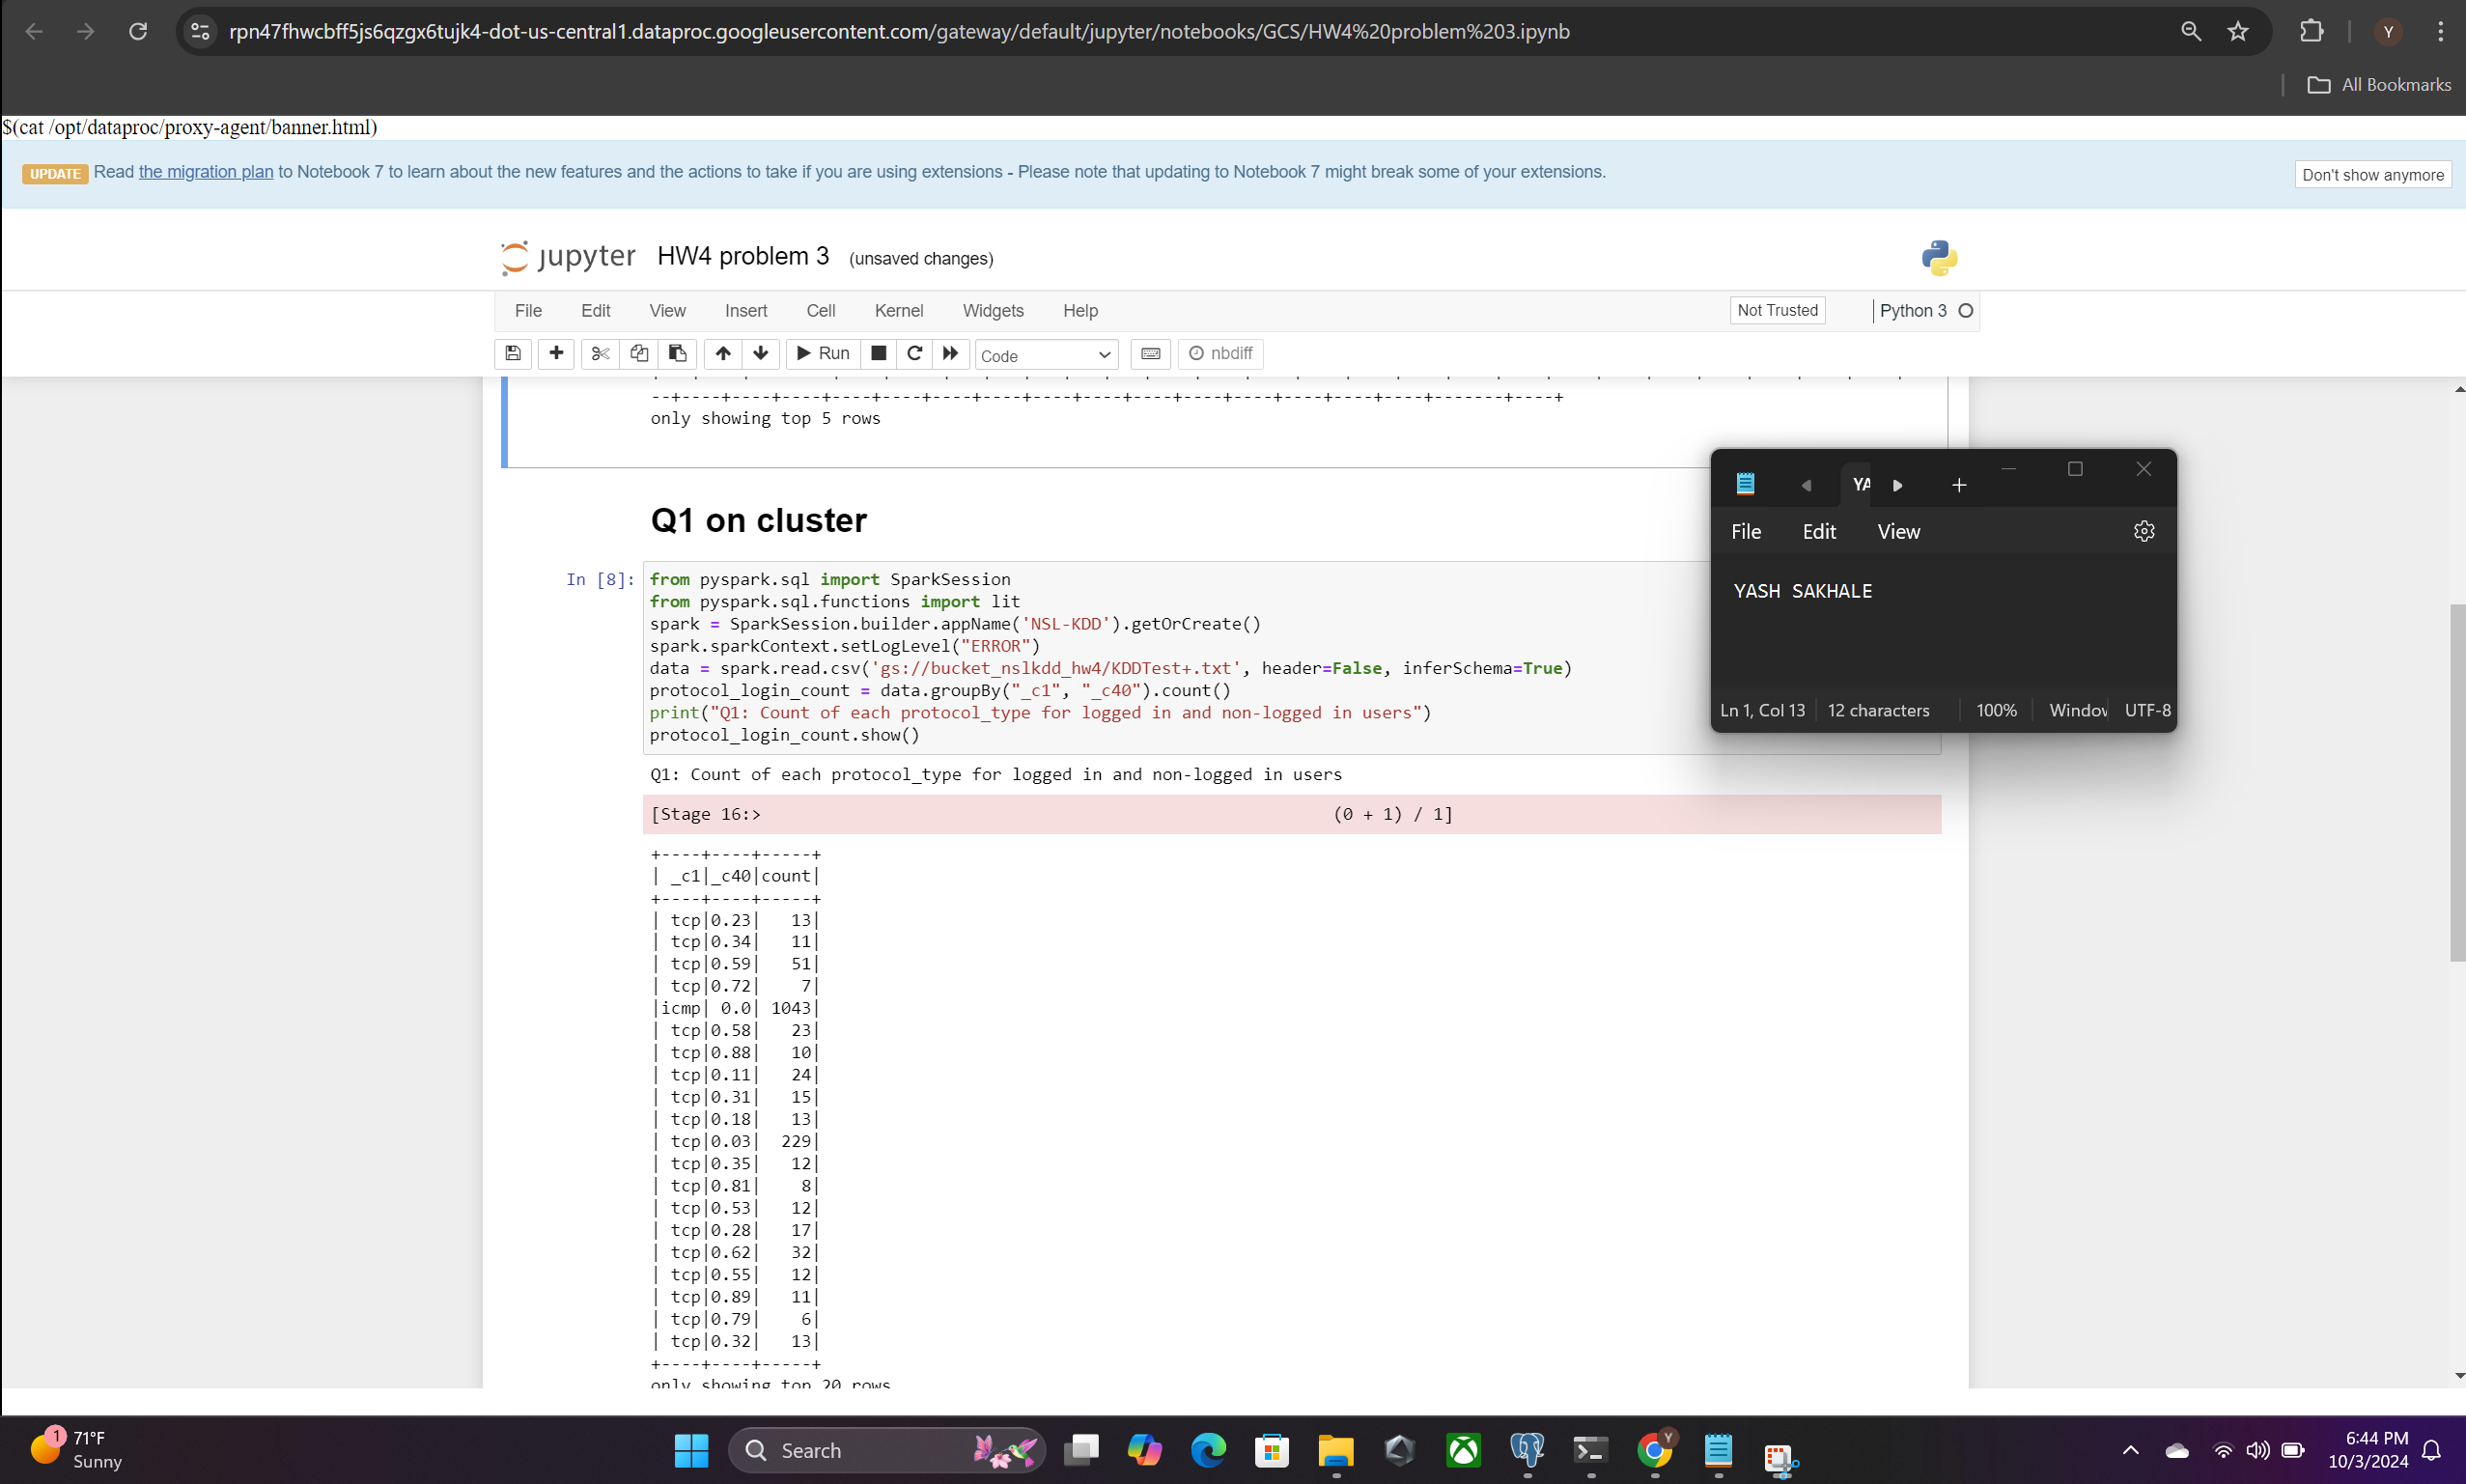 rpn47fhwcbff5js6qzgx6tujk4-dot-us-central1.dataproc.googleusercontent.com/gateway/default/jupyter/notebooks/GCS/HW4%20problem%203.ipynb
Y
All Bookmarks
$(cat /opt/dataproc/proxy-agent/banner.html)
UPDATE Read the migration plan to Notebook 7 to learn about the new features and the actions to take if you are using extensions - Please note that updating to Notebook 7 might break some of your extensions.
Don't show anymore
jupyter HW4 problem 3 (unsaved changes)
File Edit View Insert Cell Kernel Widgets Help
Not Trusted
Python 3
Run
Code
nbdiff
--+----+----+----+----+----+----+----+----+----+----+----+----+----+----+----+-------+----+
only showing top 5 rows
Q1 on cluster
In [8]:
from pyspark.sql import SparkSession
from pyspark.sql.functions import lit
spark = SparkSession.builder.appName('NSL-KDD').getOrCreate()
spark.sparkContext.setLogLevel("ERROR")
data = spark.read.csv('gs://bucket_nslkdd_hw4/KDDTest+.txt', header=False, inferSchema=True)
protocol_login_count = data.groupBy("_c1", "_c40").count()
print("Q1: Count of each protocol_type for logged in and non-logged in users")
protocol_login_count.show()
Q1: Count of each protocol_type for logged in and non-logged in users
[Stage 16:> (0 + 1) / 1]
+----+----+-----+
| _c1|_c40|count|
+----+----+-----+
| tcp|0.23|   13|
| tcp|0.34|   11|
| tcp|0.59|   51|
| tcp|0.72|    7|
|icmp| 0.0| 1043|
| tcp|0.58|   23|
| tcp|0.88|   10|
| tcp|0.11|   24|
| tcp|0.31|   15|
| tcp|0.18|   13|
| tcp|0.03|  229|
| tcp|0.35|   12|
| tcp|0.81|    8|
| tcp|0.53|   12|
| tcp|0.28|   17|
| tcp|0.62|   32|
| tcp|0.55|   12|
| tcp|0.89|   11|
| tcp|0.79|    6|
| tcp|0.32|   13|
+----+----+-----+
only showing top 20 rows
YA
File Edit View
YASH SAKHALE
Ln 1, Col 13
12 characters
100%
Window
UTF-8
1
71°F
Sunny
Search
Y
6:44 PM
10/3/2024